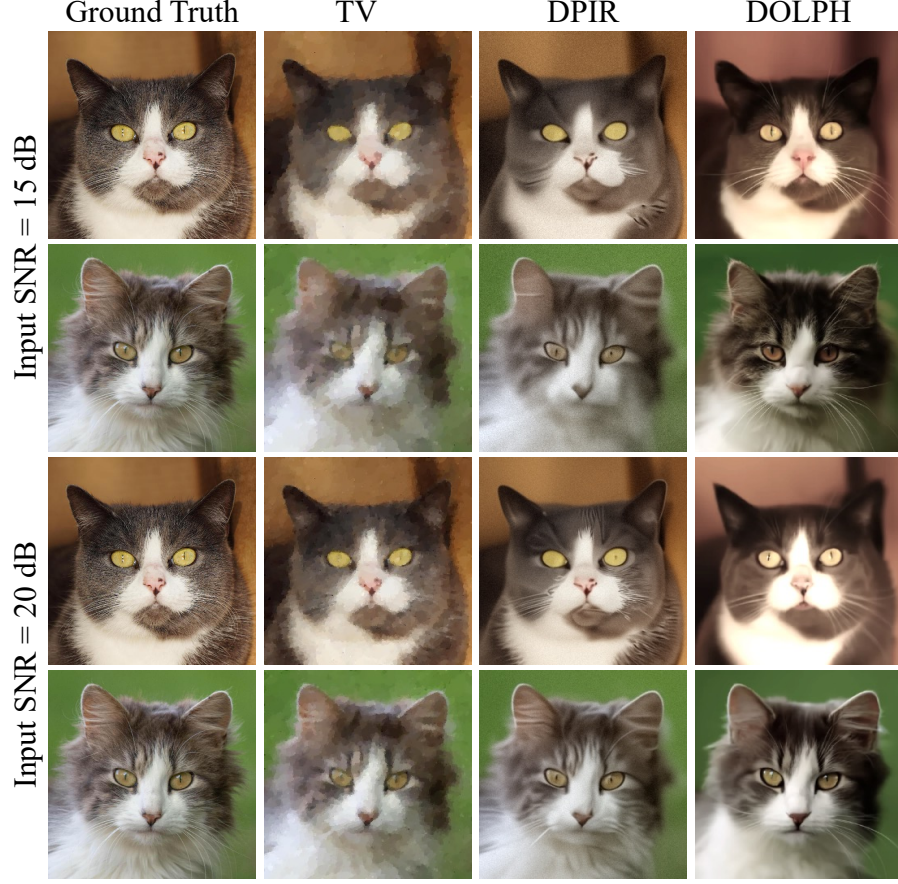 Ground Truth TV DPIR DOLPH
Input SNR = 15 dB
Input SNR = 20 dB